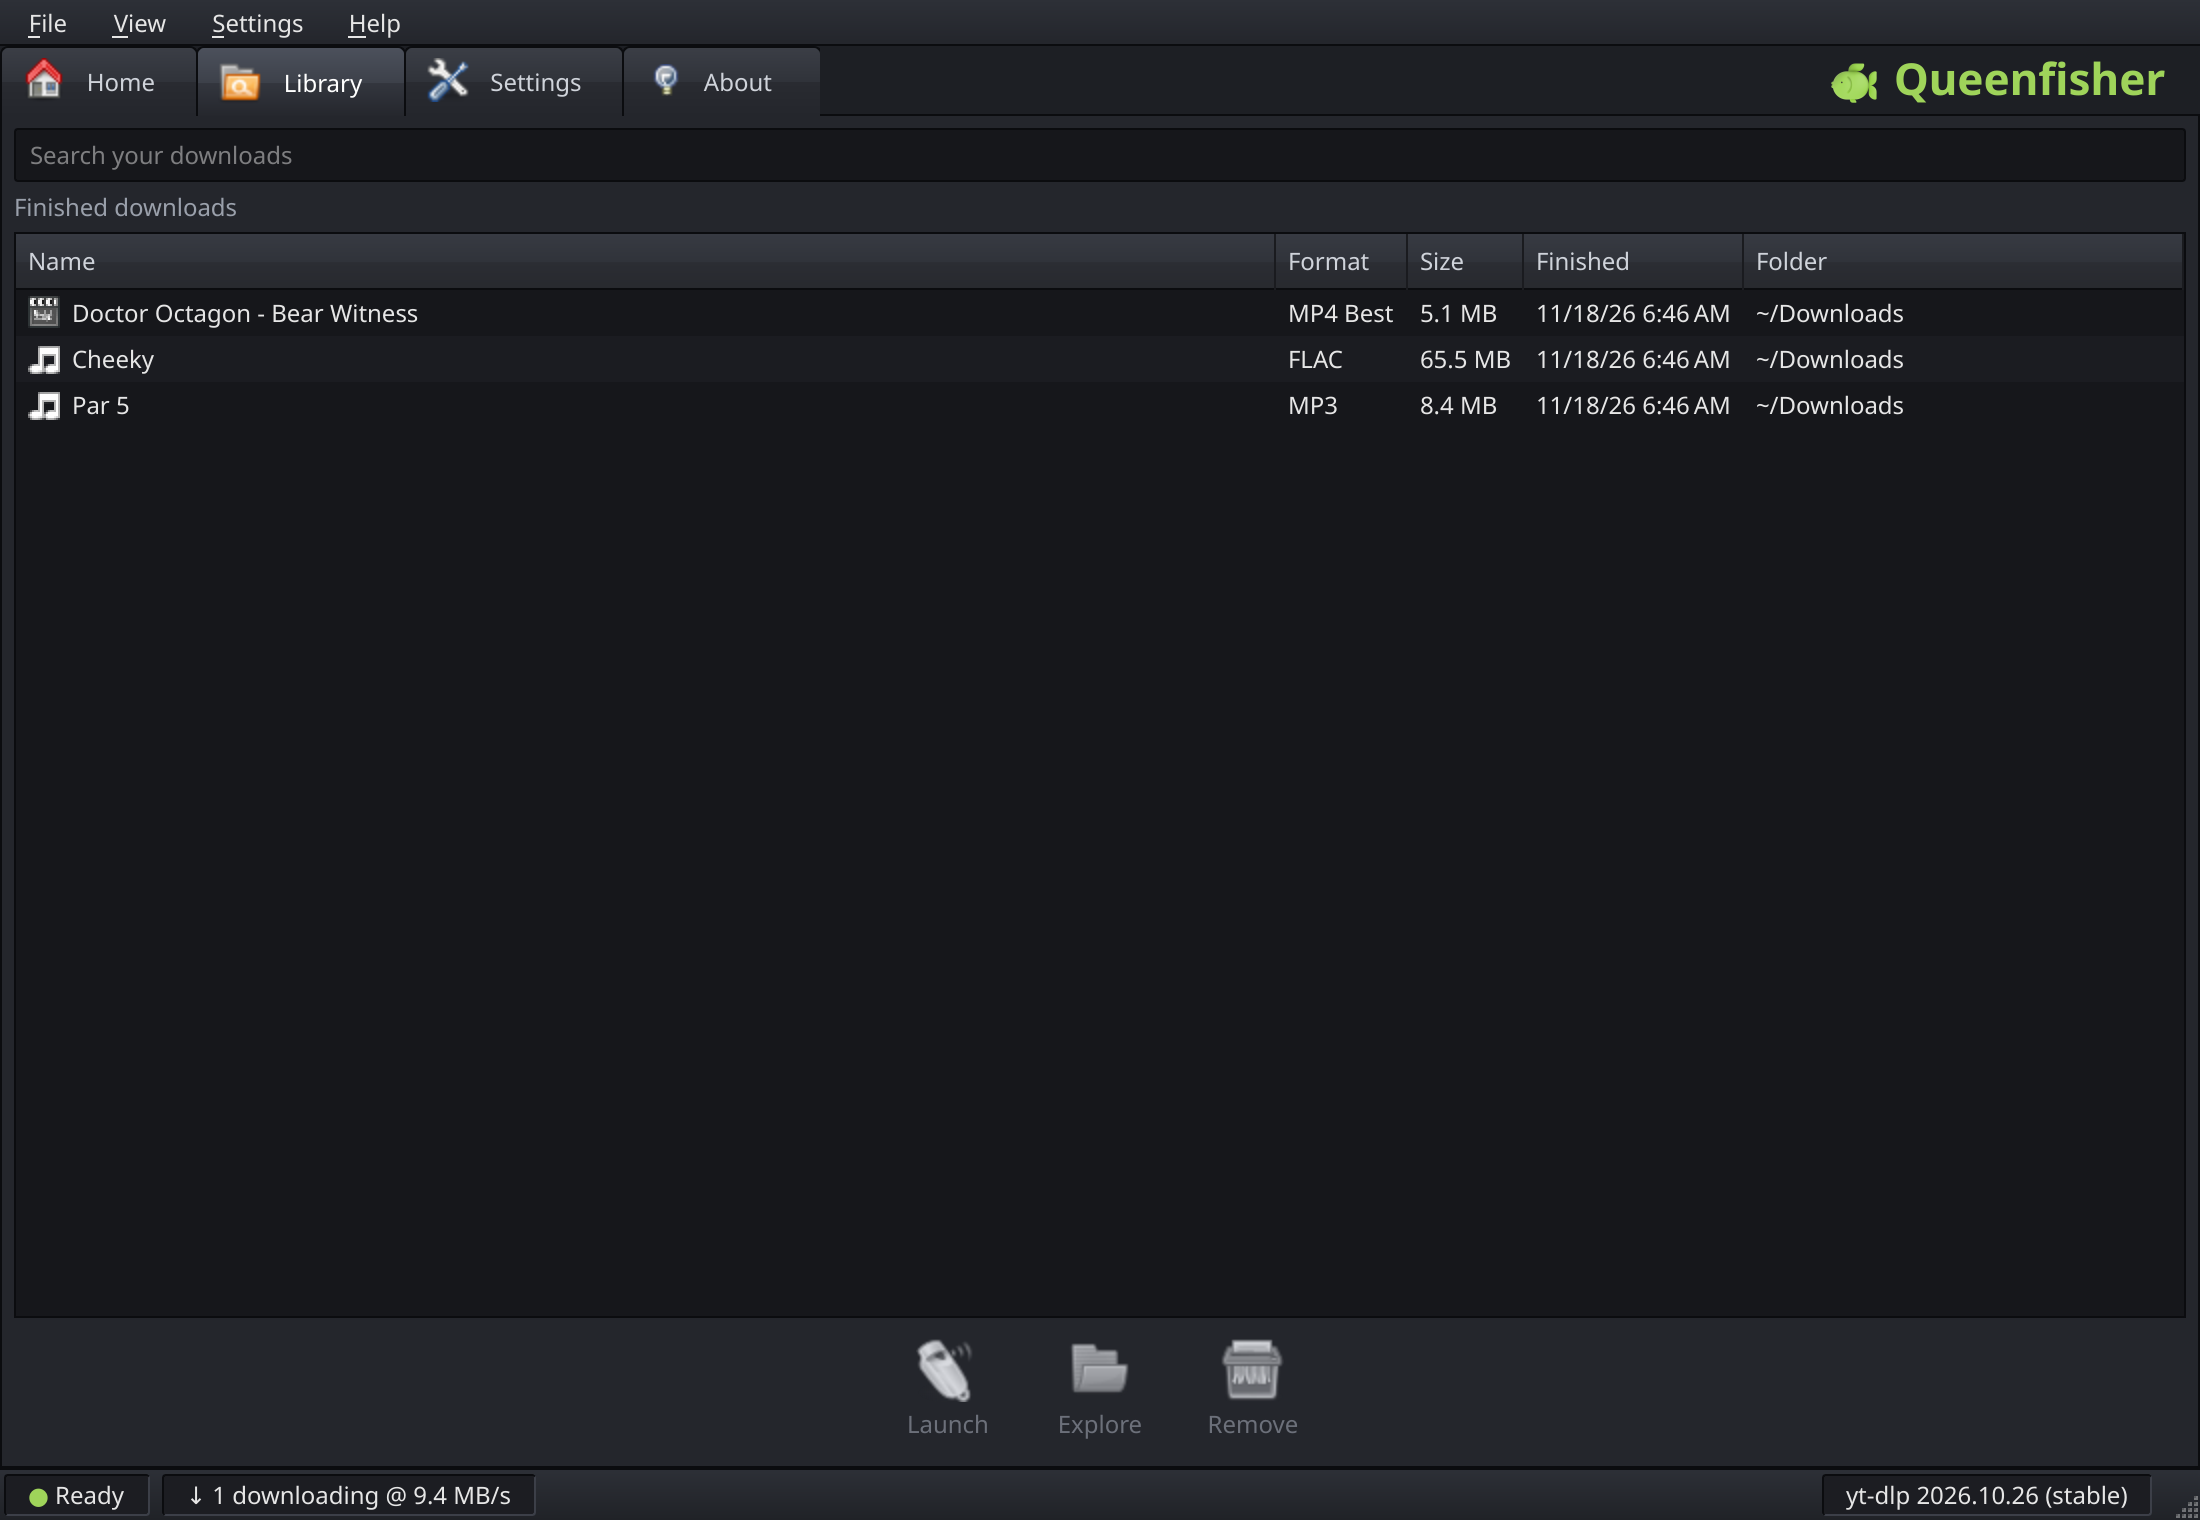 File View Settings Help
Home Library Settings About Queenfisher
Search your downloads
Finished downloads
Name Format Size Finished Folder
Doctor Octagon - Bear Witness MP4 Best 5.1 MB 11/18/26 6:46 AM ~/Downloads
Cheeky FLAC 65.5 MB 11/18/26 6:46 AM ~/Downloads
Par 5 MP3 8.4 MB 11/18/26 6:46 AM ~/Downloads
Launch Explore Remove
Ready ↓ 1 downloading @ 9.4 MB/s yt-dlp 2026.10.26 (stable)